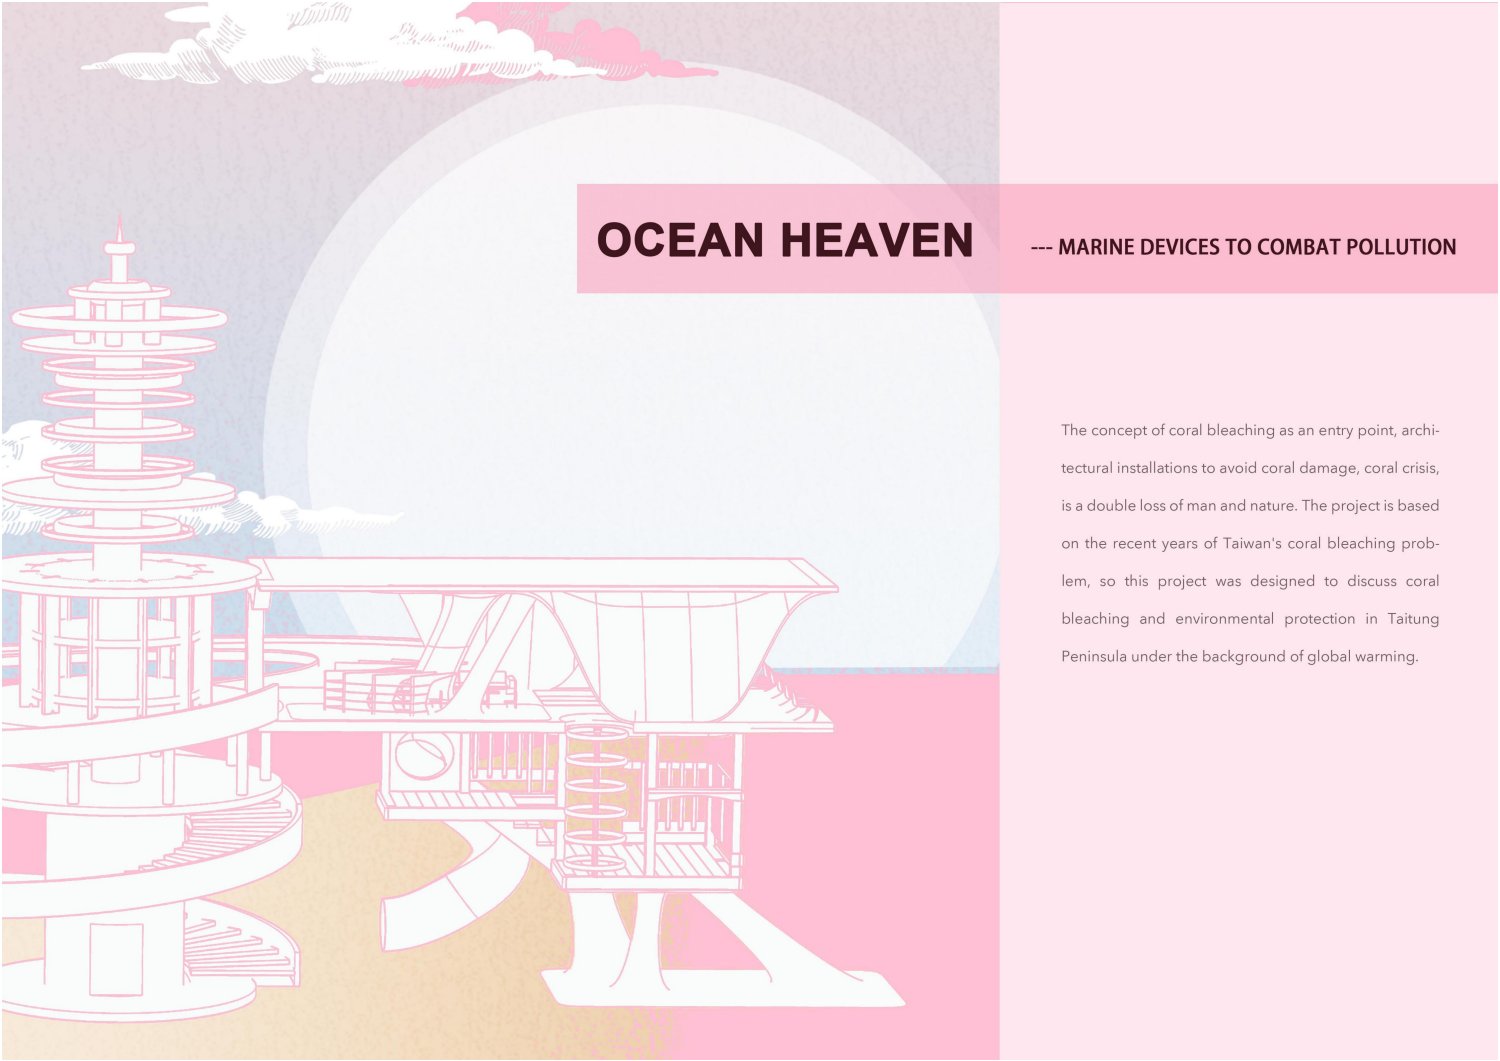 OCEAN HEAVEN --- MARINE DEVICES TO COMBAT POLLUTION
The concept of coral bleaching as an entry point, archi-
tectural installations to avoid coral damage, coral crisis,
is a double loss of man and nature. The project is based
on the recent years of Taiwan's coral bleaching prob-
lem, so this project was designed to discuss coral
bleaching and environmental protection in Taitung
Peninsula under the background of global warming.